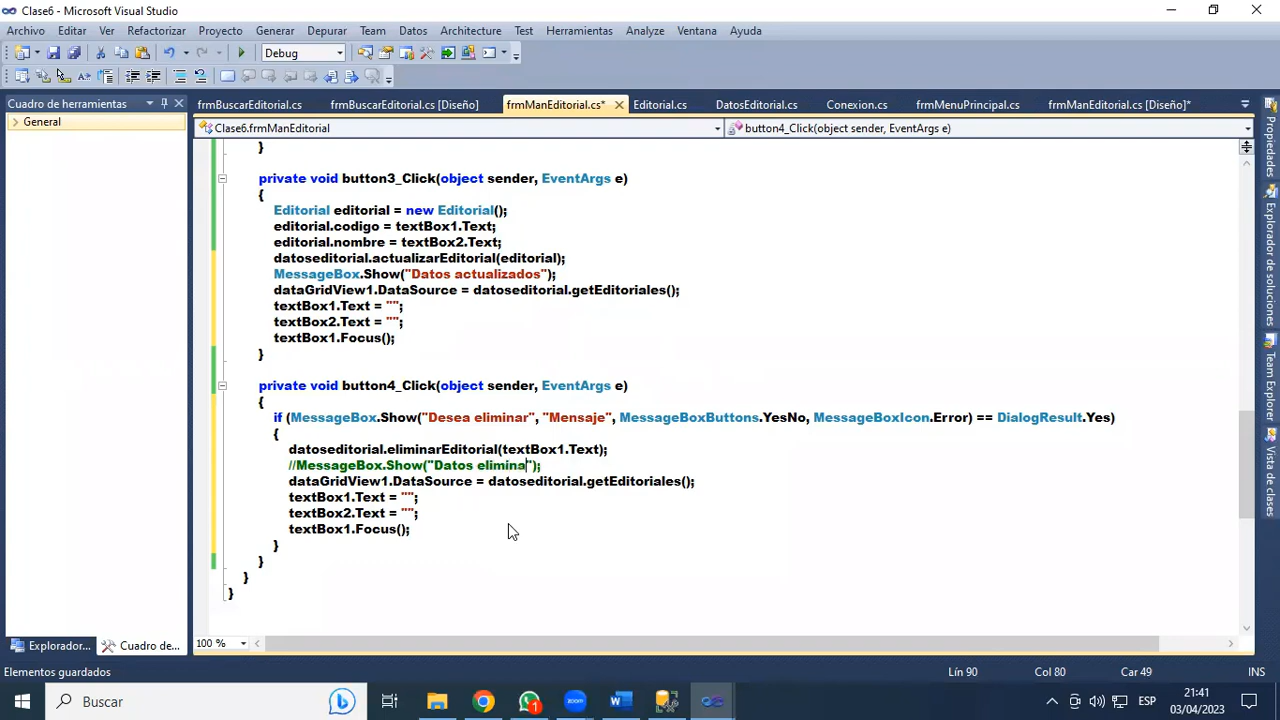 Clase6 - Microsoft Visual Studio
Archivo Editar Ver Refactorizar Proyecto Generar Depurar Team Datos Architecture Test Herramientas Analyze Ventana Ayuda
Debug
Cuadro de herramientas
General
frmBuscarEditorial.cs frmBuscarEditorial.cs [Diseño] frmManEditorial.cs* Editorial.cs DatosEditorial.cs Conexion.cs frmMenuPrincipal.cs frmManEditorial.cs [Diseño]*
Clase6.frmManEditorial button4_Click(object sender, EventArgs e)
}
private void button3_Click(object sender, EventArgs e)
{
Editorial editorial = new Editorial();
editorial.codigo = textBox1.Text;
editorial.nombre = textBox2.Text;
datoseditorial.actualizarEditorial(editorial);
MessageBox.Show("Datos actualizados");
dataGridView1.DataSource = datoseditorial.getEditoriales();
textBox1.Text = "";
textBox2.Text = "";
textBox1.Focus();
}
private void button4_Click(object sender, EventArgs e)
{
if (MessageBox.Show("Desea eliminar", "Mensaje", MessageBoxButtons.YesNo, MessageBoxIcon.Error) == DialogResult.Yes)
{
datoseditorial.eliminarEditorial(textBox1.Text);
//MessageBox.Show("Datos elimina");
dataGridView1.DataSource = datoseditorial.getEditoriales();
textBox1.Text = "";
textBox2.Text = "";
textBox1.Focus();
}
}
}
}
Propiedades
Explorador de soluciones
Team Explorer
Vista de clases
100 %
Explorador... Cuadro de...
Elementos guardados Lín 90 Col 80 Car 49 INS
Buscar
1
zoom
ESP
21:41
03/04/2023